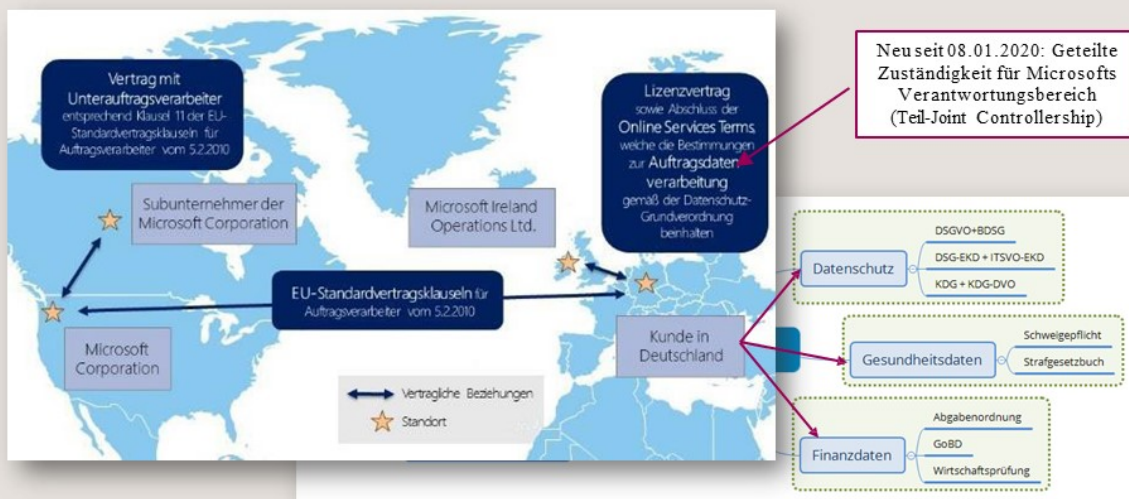 Vertrag mit
Unterauftragsverarbeiter
entsprechend Klausel 11 der EU-
Standardvertragsklauseln für
Auftragsverarbeiter vom 5.2.2010
Subunternehmer der
Microsoft Corporation
Microsoft
Corporation
EU-Standardvertragsklauseln für
Auftragsverarbeiter vom 5.2.2010
Microsoft Ireland
Operations Ltd.
Lizenzvertrag
sowie Abschluss der
Online Services Terms,
welche die Bestimmungen
zur Auftragsdaten
verarbeitung
gemäß der Datenschutz-
Grundverordnung
beinhalten
Kunde in
Deutschland
Vertragliche Beziehungen
Standort
Neu seit 08.01.2020: Geteilte
Zuständigkeit für Microsofts
Verantwortungsbereich
(Teil-Joint Controllership)
Datenschutz
DSGVO+BDSG
DSG-EKD + ITSVO-EKD
KDG + KDG-DVO
Gesundheitsdaten
Schweigepflicht
Strafgesetzbuch
Finanzdaten
Abgabenordnung
GoBD
Wirtschaftsprüfung